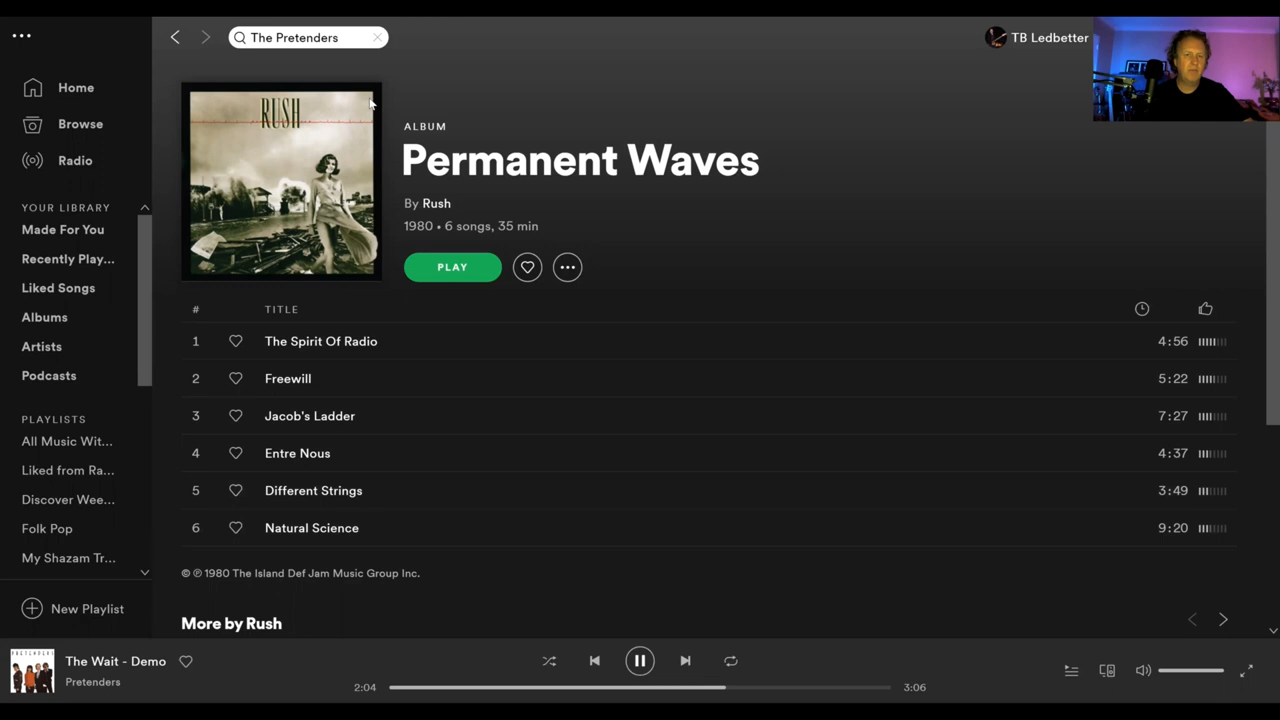 The Pretenders
TB Ledbetter
Home
Browse
Radio
YOUR LIBRARY
Made For You
Recently Play...
Liked Songs
Albums
Artists
Podcasts
PLAYLISTS
All Music Wit...
Liked from Ra...
Discover Wee...
Folk Pop
My Shazam Tr...
New Playlist
RUSH
ALBUM
Permanent Waves
By Rush
1980 • 6 songs, 35 min
PLAY
# TITLE
1 The Spirit Of Radio 4:56
2 Freewill 5:22
3 Jacob's Ladder 7:27
4 Entre Nous 4:37
5 Different Strings 3:49
6 Natural Science 9:20
© ℗ 1980 The Island Def Jam Music Group Inc.
More by Rush
PRETENDERS
The Wait - Demo
Pretenders
2:04 3:06